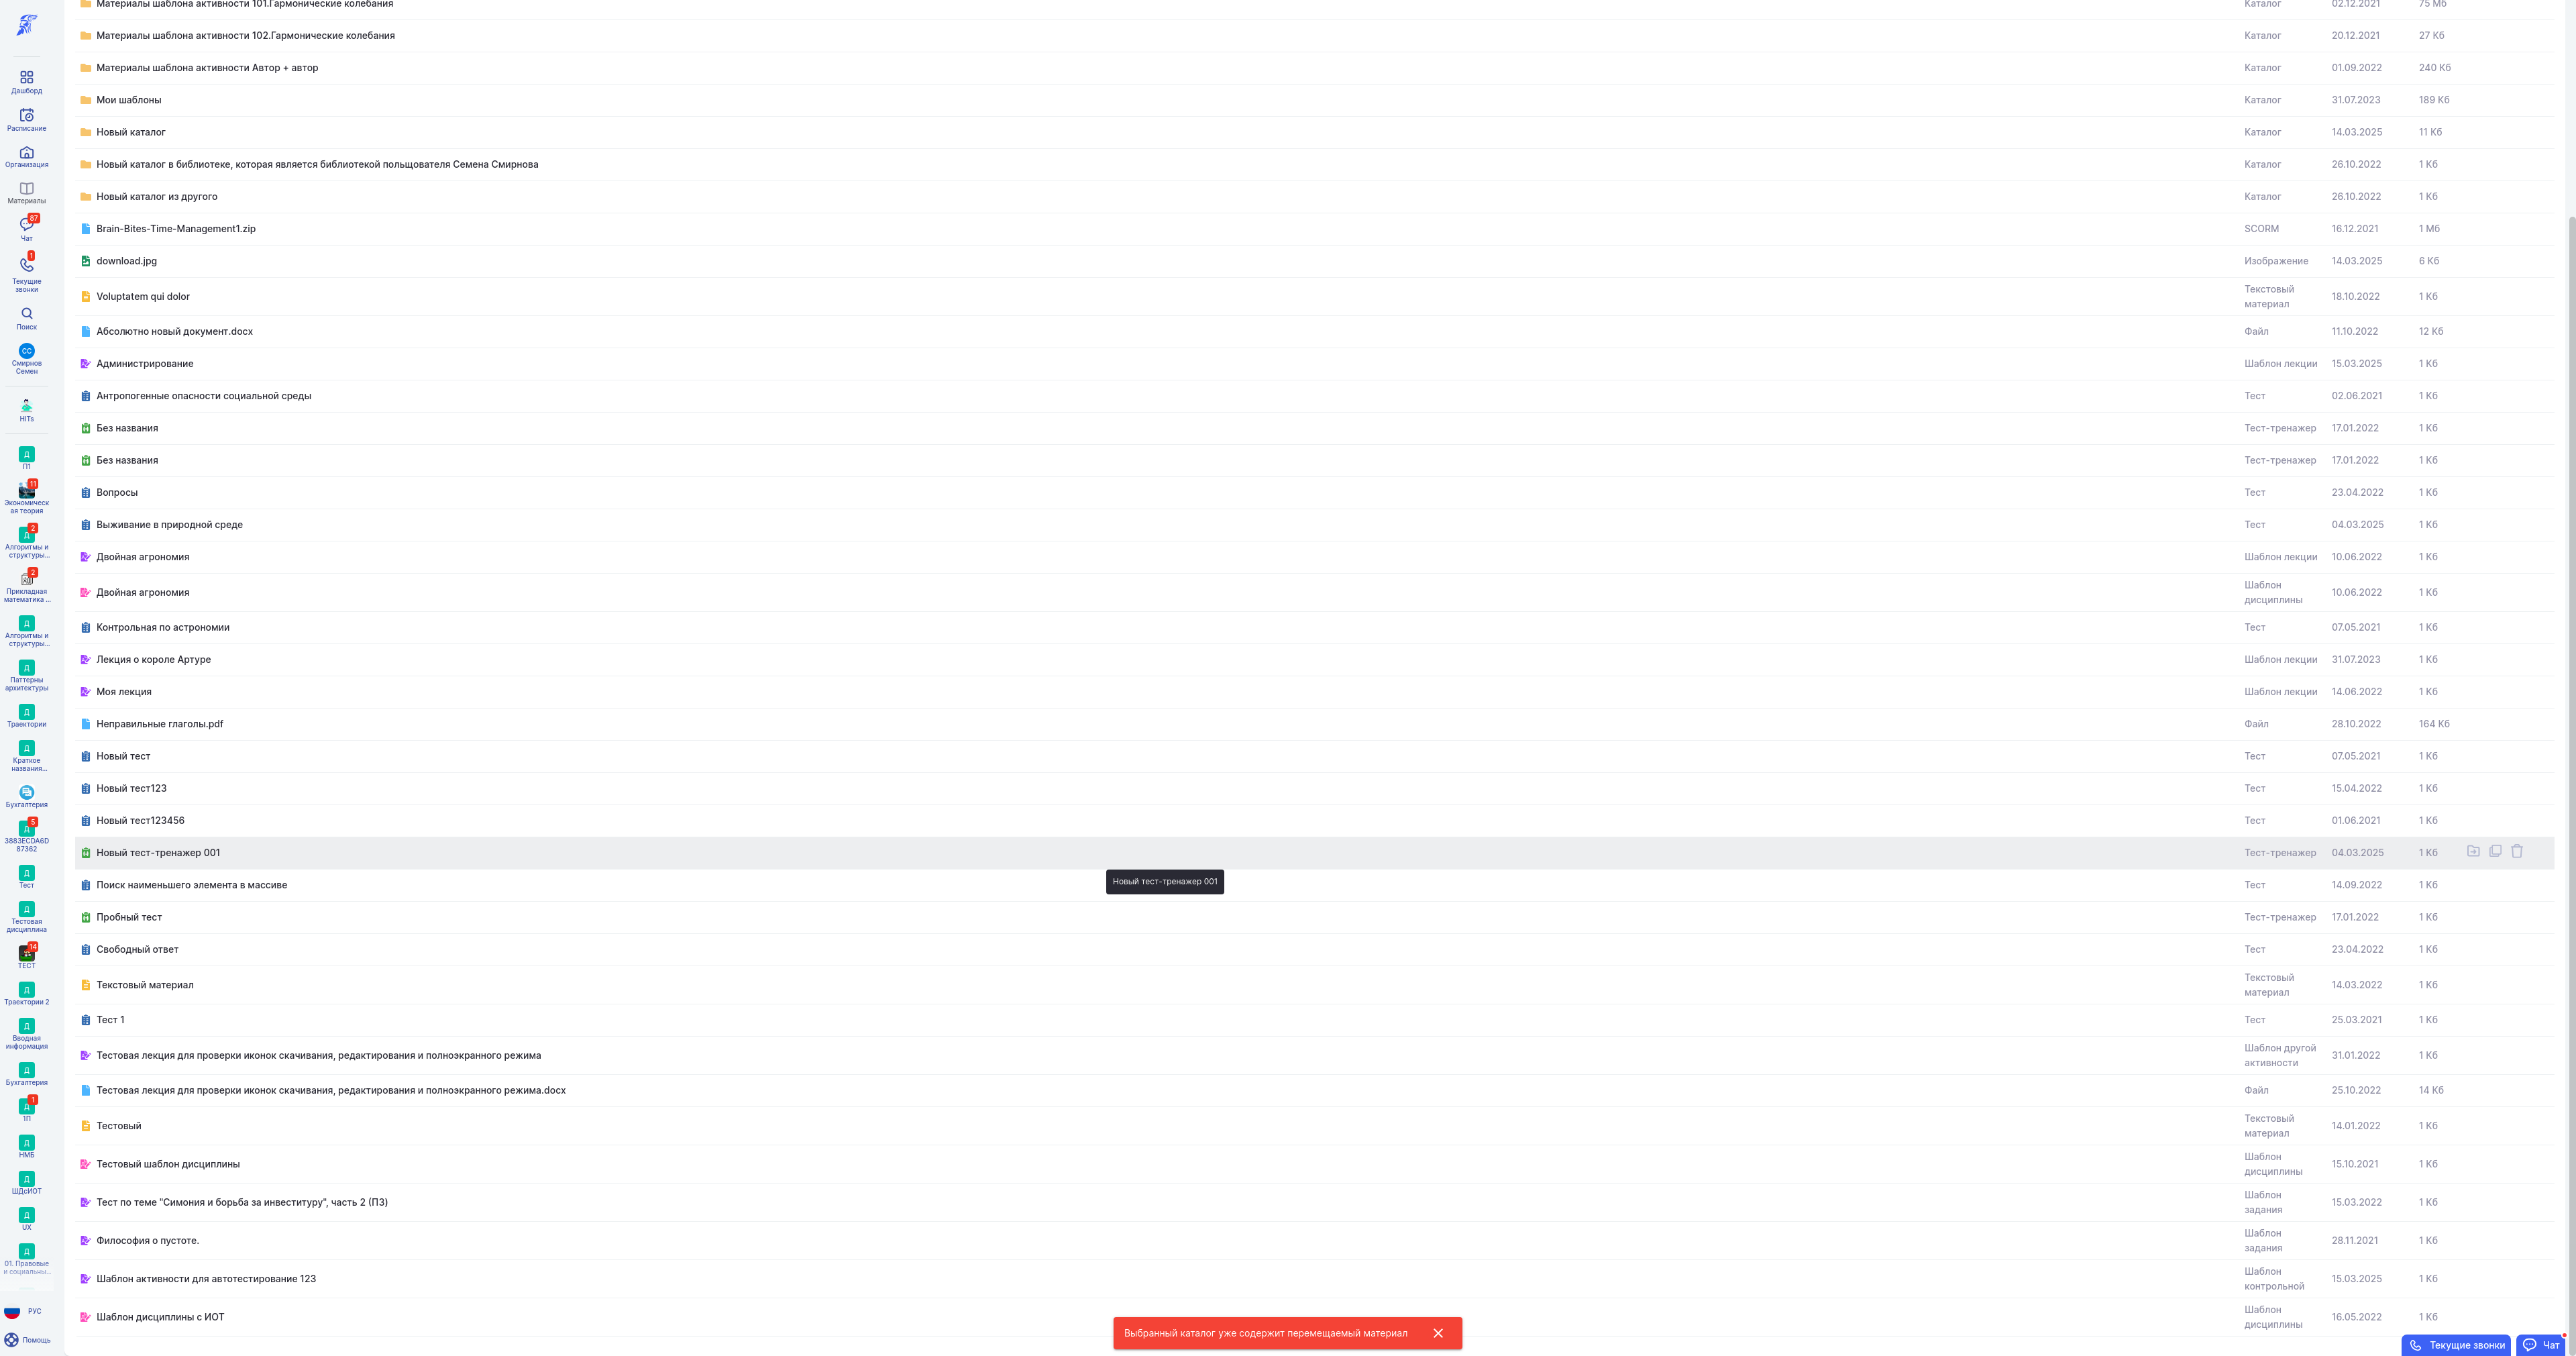 Дашборд
Расписание
Организация
Материалы
87
Чат
1
Текущие
звонки
Поиск
СС
Смирнов
Семен
HITs
Д
П1
11
Экономическ
ая теория
2
Д
Алгоритмы и
структуры...
2
Прикладная
математика ...
Д
Алгоритмы и
структуры...
Д
Паттерны
архитектуры
Д
Траектории
Д
Краткое
названия...
Бухгалтерия
5
Д
3883ECDA6D
87362
Д
Тест
Д
Тестовая
дисциплина
14
ТЕСТ
Д
Траектории 2
Д
Вводная
информация
Д
Бухгалтерия
1
Д
1П
Д
НМБ
Д
ШДсИОТ
Д
UX
Д
01. Правовые
и социальны...
РУС
Помощь
Материалы шаблона активности 101.Гармонические колебания Каталог 02.12.2021 75 Мб
Материалы шаблона активности 102.Гармонические колебания Каталог 20.12.2021 27 Кб
Материалы шаблона активности Автор + автор Каталог 01.09.2022 240 Кб
Мои шаблоны Каталог 31.07.2023 189 Кб
Новый каталог Каталог 14.03.2025 11 Кб
Новый каталог в библиотеке, которая является библиотекой польщователя Семена Смирнова Каталог 26.10.2022 1 Кб
Новый каталог из другого Каталог 26.10.2022 1 Кб
Brain-Bites-Time-Management1.zip SCORM 16.12.2021 1 Мб
download.jpg Изображение 14.03.2025 6 Кб
Voluptatem qui dolor Текстовый материал 18.10.2022 1 Кб
Абсолютно новый документ.docx Файл 11.10.2022 12 Кб
Администрирование Шаблон лекции 15.03.2025 1 Кб
Антропогенные опасности социальной среды Тест 02.06.2021 1 Кб
Без названия Тест-тренажер 17.01.2022 1 Кб
Без названия Тест-тренажер 17.01.2022 1 Кб
Вопросы Тест 23.04.2022 1 Кб
Выживание в природной среде Тест 04.03.2025 1 Кб
Двойная агрономия Шаблон лекции 10.06.2022 1 Кб
Двойная агрономия Шаблон дисциплины 10.06.2022 1 Кб
Контрольная по астрономии Тест 07.05.2021 1 Кб
Лекция о короле Артуре Шаблон лекции 31.07.2023 1 Кб
Моя лекция Шаблон лекции 14.06.2022 1 Кб
Неправильные глаголы.pdf Файл 28.10.2022 164 Кб
Новый тест Тест 07.05.2021 1 Кб
Новый тест123 Тест 15.04.2022 1 Кб
Новый тест123456 Тест 01.06.2021 1 Кб
Новый тест-тренажер 001 Тест-тренажер 04.03.2025 1 Кб
Новый тест-тренажер 001
Поиск наименьшего элемента в массиве Тест 14.09.2022 1 Кб
Пробный тест Тест-тренажер 17.01.2022 1 Кб
Свободный ответ Тест 23.04.2022 1 Кб
Текстовый материал Текстовый материал 14.03.2022 1 Кб
Тест 1 Тест 25.03.2021 1 Кб
Тестовая лекция для проверки иконок скачивания, редактирования и полноэкранного режима Шаблон другой активности 31.01.2022 1 Кб
Тестовая лекция для проверки иконок скачивания, редактирования и полноэкранного режима.docx Файл 25.10.2022 14 Кб
Тестовый Текстовый материал 14.01.2022 1 Кб
Тестовый шаблон дисциплины Шаблон дисциплины 15.10.2021 1 Кб
Тест по теме "Симония и борьба за инвеституру", часть 2 (ПЗ) Шаблон задания 15.03.2022 1 Кб
Философия о пустоте. Шаблон задания 28.11.2021 1 Кб
Шаблон активности для автотестирование 123 Шаблон контрольной 15.03.2025 1 Кб
Шаблон дисциплины с ИОТ Шаблон дисциплины 16.05.2022 1 Кб
Выбранный каталог уже содержит перемещаемый материал
Текущие звонки
Чат